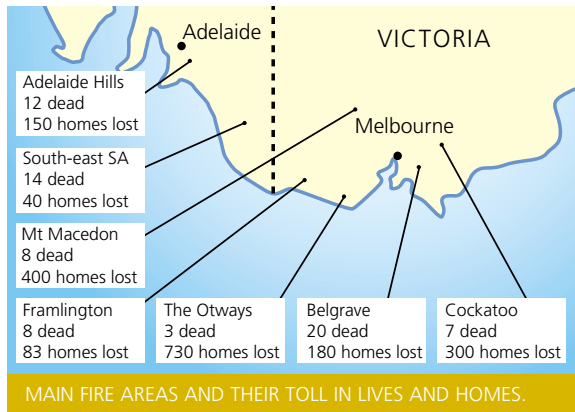 Adelaide
VICTORIA
Adelaide Hills
12 dead
150 homes lost
Melbourne
South-east SA
14 dead
40 homes lost
Mt Macedon
8 dead
400 homes lost
Framlington
8 dead
83 homes lost
The Otways
3 dead
730 homes lost
Belgrave
20 dead
180 homes lost
Cockatoo
7 dead
300 homes lost
MAIN FIRE AREAS AND THEIR TOLL IN LIVES AND HOMES.